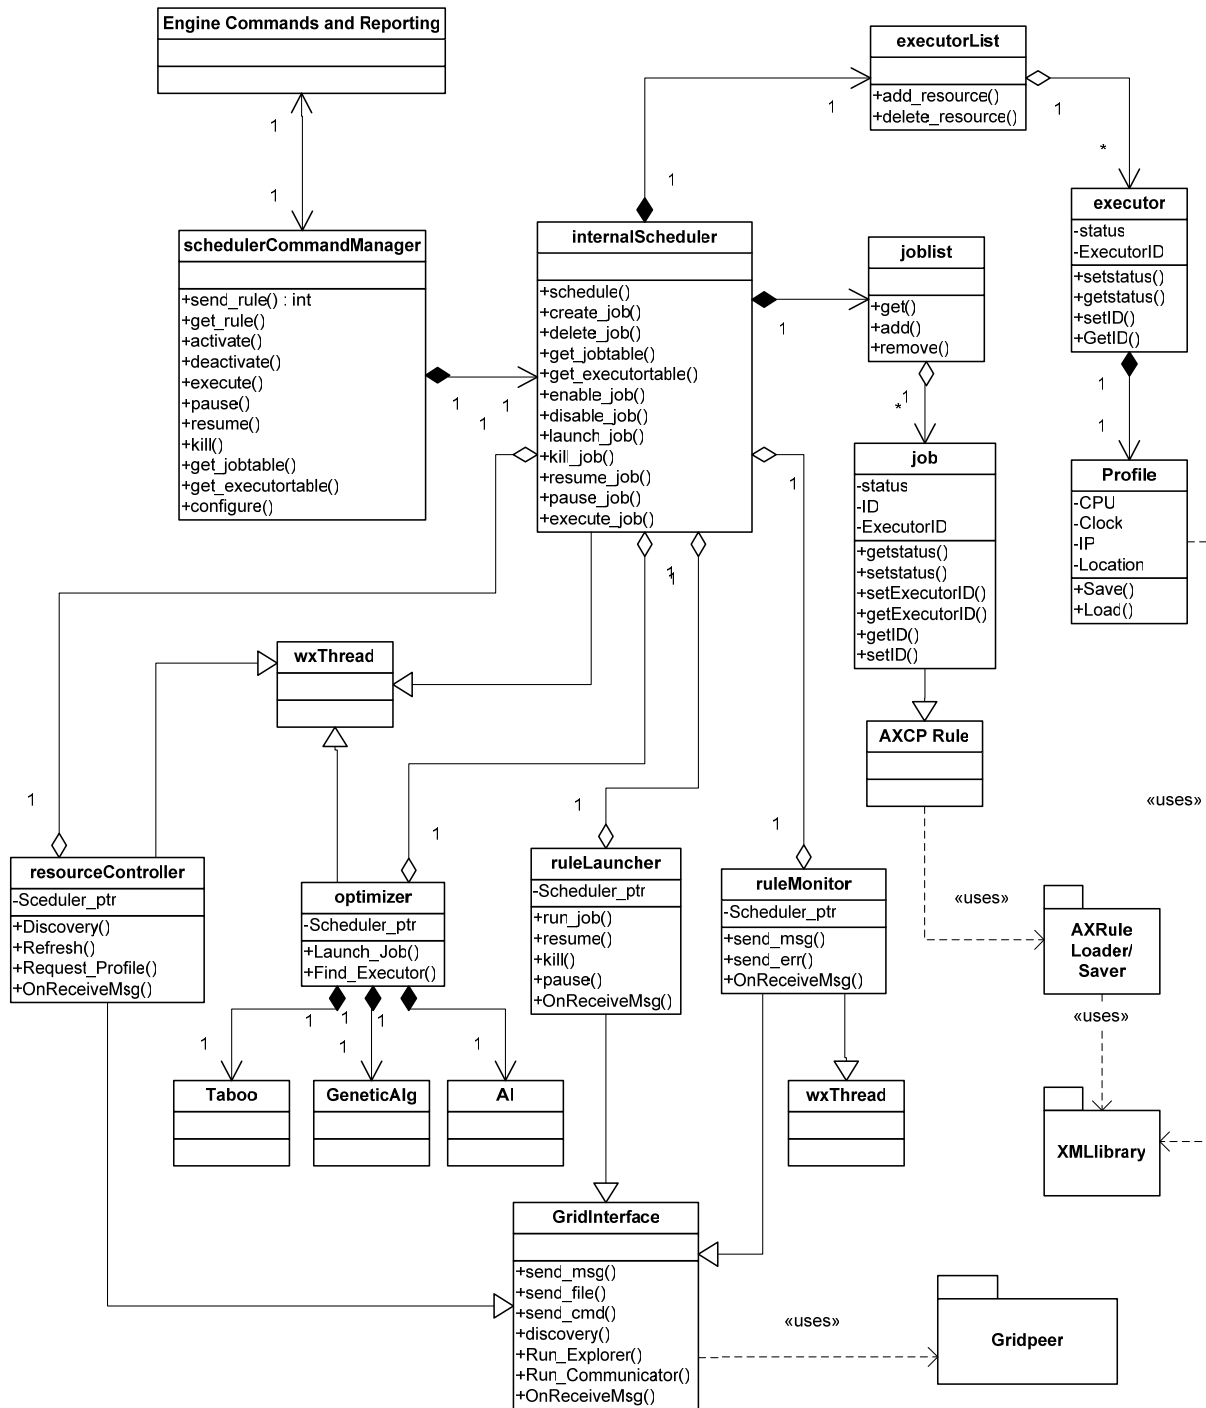 Engine Commands and Reporting
1
1
schedulerCommandManager
+send_rule() : int
+get_rule()
+activate()
+deactivate()
+execute()
+pause()
+resume()
+kill()
+get_jobtable()
+get_executortable()
+configure()
1
1
1
internalScheduler
+schedule()
+create_job()
+delete_job()
+get_jobtable()
+get_executortable()
+enable_job()
+disable_job()
+launch_job()
+kill_job()
+resume_job()
+pause_job()
+execute_job()
1
1
executorList
+add_resource()
+delete_resource()
1
*
executor
-status
-ExecutorID
+setstatus()
+getstatus()
+setID()
+GetID()
1
1
Profile
-CPU
-Clock
-IP
-Location
+Save()
+Load()
1
joblist
+get()
+add()
+remove()
1
*
job
-status
-ID
-ExecutorID
+getstatus()
+setstatus()
+setExecutorID()
+getExecutorID()
+getID()
+setID()
AXCP Rule
«uses»
«uses»
AXRule
Loader/
Saver
«uses»
XMLlibrary
1
1
1
wxThread
1
1
1
1
resourceController
-Sceduler_ptr
+Discovery()
+Refresh()
+Request_Profile()
+OnReceiveMsg()
optimizer
-Scheduler_ptr
+Launch_Job()
+Find_Executor()
ruleLauncher
-Scheduler_ptr
+run_job()
+resume()
+kill()
+pause()
+OnReceiveMsg()
ruleMonitor
-Scheduler_ptr
+send_msg()
+send_err()
+OnReceiveMsg()
1
1
1
1
1
1
Taboo
GeneticAlg
AI
wxThread
GridInterface
+send_msg()
+send_file()
+send_cmd()
+discovery()
+Run_Explorer()
+Run_Communicator()
+OnReceiveMsg()
«uses»
Gridpeer